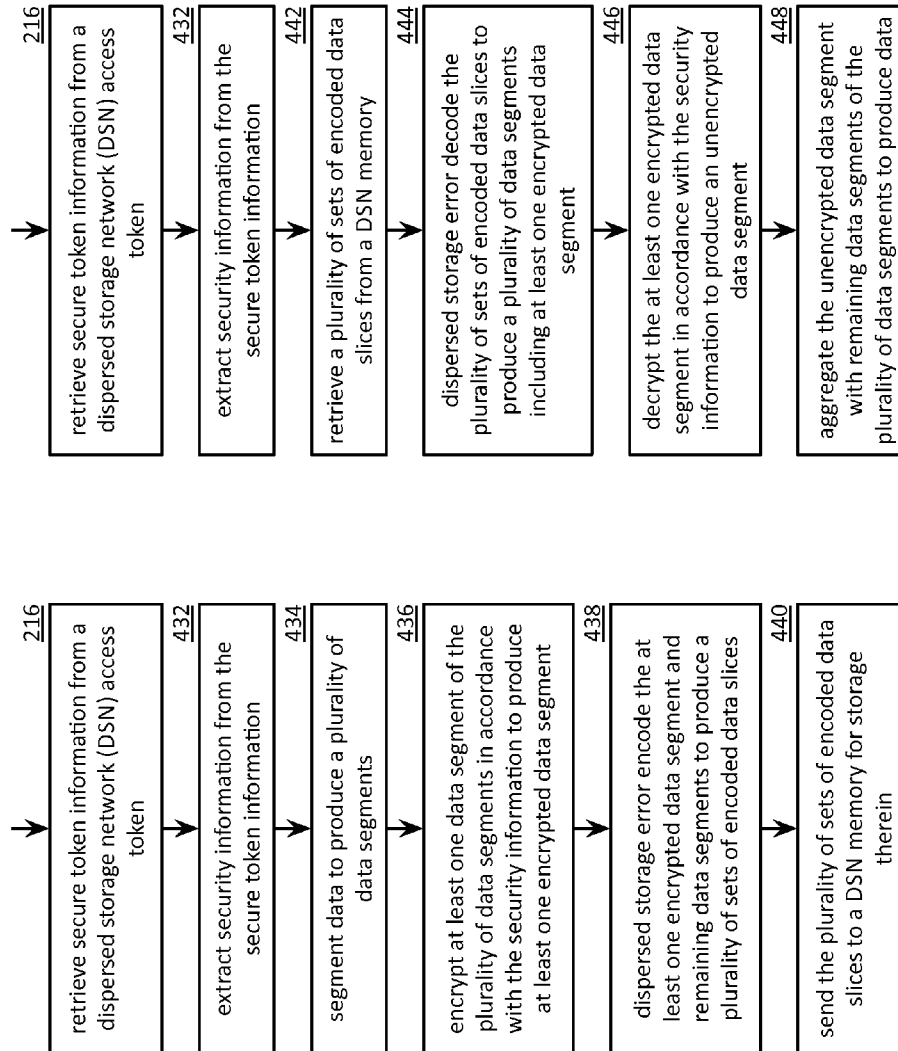 216
retrieve secure token information from a
dispersed storage network (DSN) access
token
432
extract security information from the
secure token information
434
segment data to produce a plurality of
data segments
436
encrypt at least one data segment of the
plurality of data segments in accordance
with the security information to produce
at least one encrypted data segment
438
dispersed storage error encode the at
least one encrypted data segment and
remaining data segments to produce a
plurality of sets of encoded data slices
440
send the plurality of sets of encoded data
slices to a DSN memory for storage
therein
216
retrieve secure token information from a
dispersed storage network (DSN) access
token
432
extract security information from the
secure token information
442
retrieve a plurality of sets of encoded data
slices from a DSN memory
444
dispersed storage error decode the
plurality of sets of encoded data slices to
produce a plurality of data segments
including at least one encrypted data
segment
446
decrypt the at least one encrypted data
segment in accordance with the security
information to produce an unencrypted
data segment
448
aggregate the unencrypted data segment
with remaining data segments of the
plurality of data segments to produce data